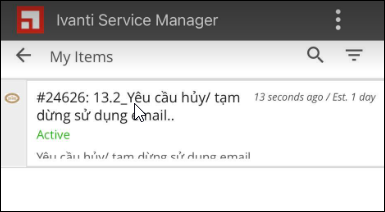 Ivanti Service Manager
My Items
#24626: 13.2_Yêu cầu hủy/ tạm 13 seconds ago / Est. 1 day
dừng sử dụng email..
Active
Yêu cầu hủy/ tạm dừng sử dụng email